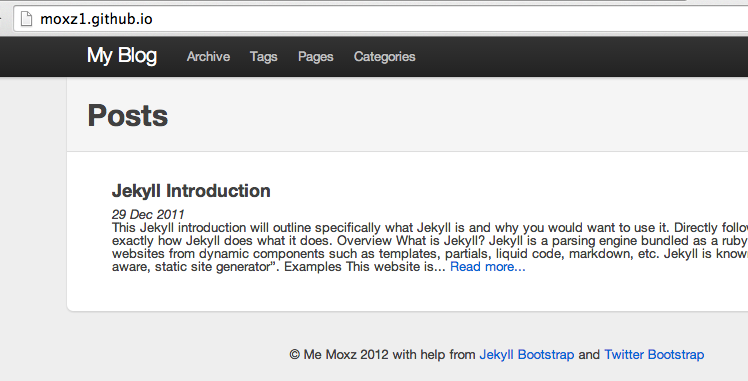 moxz1.github.io
My Blog Archive Tags Pages Categories
Posts
Jekyll Introduction
29 Dec 2011
This Jekyll introduction will outline specifically what Jekyll is and why you would want to use it. Directly follow
exactly how Jekyll does what it does. Overview What is Jekyll? Jekyll is a parsing engine bundled as a ruby
websites from dynamic components such as templates, partials, liquid code, markdown, etc. Jekyll is know
aware, static site generator”. Examples This website is... Read more...
© Me Moxz 2012 with help from Jekyll Bootstrap and Twitter Bootstrap